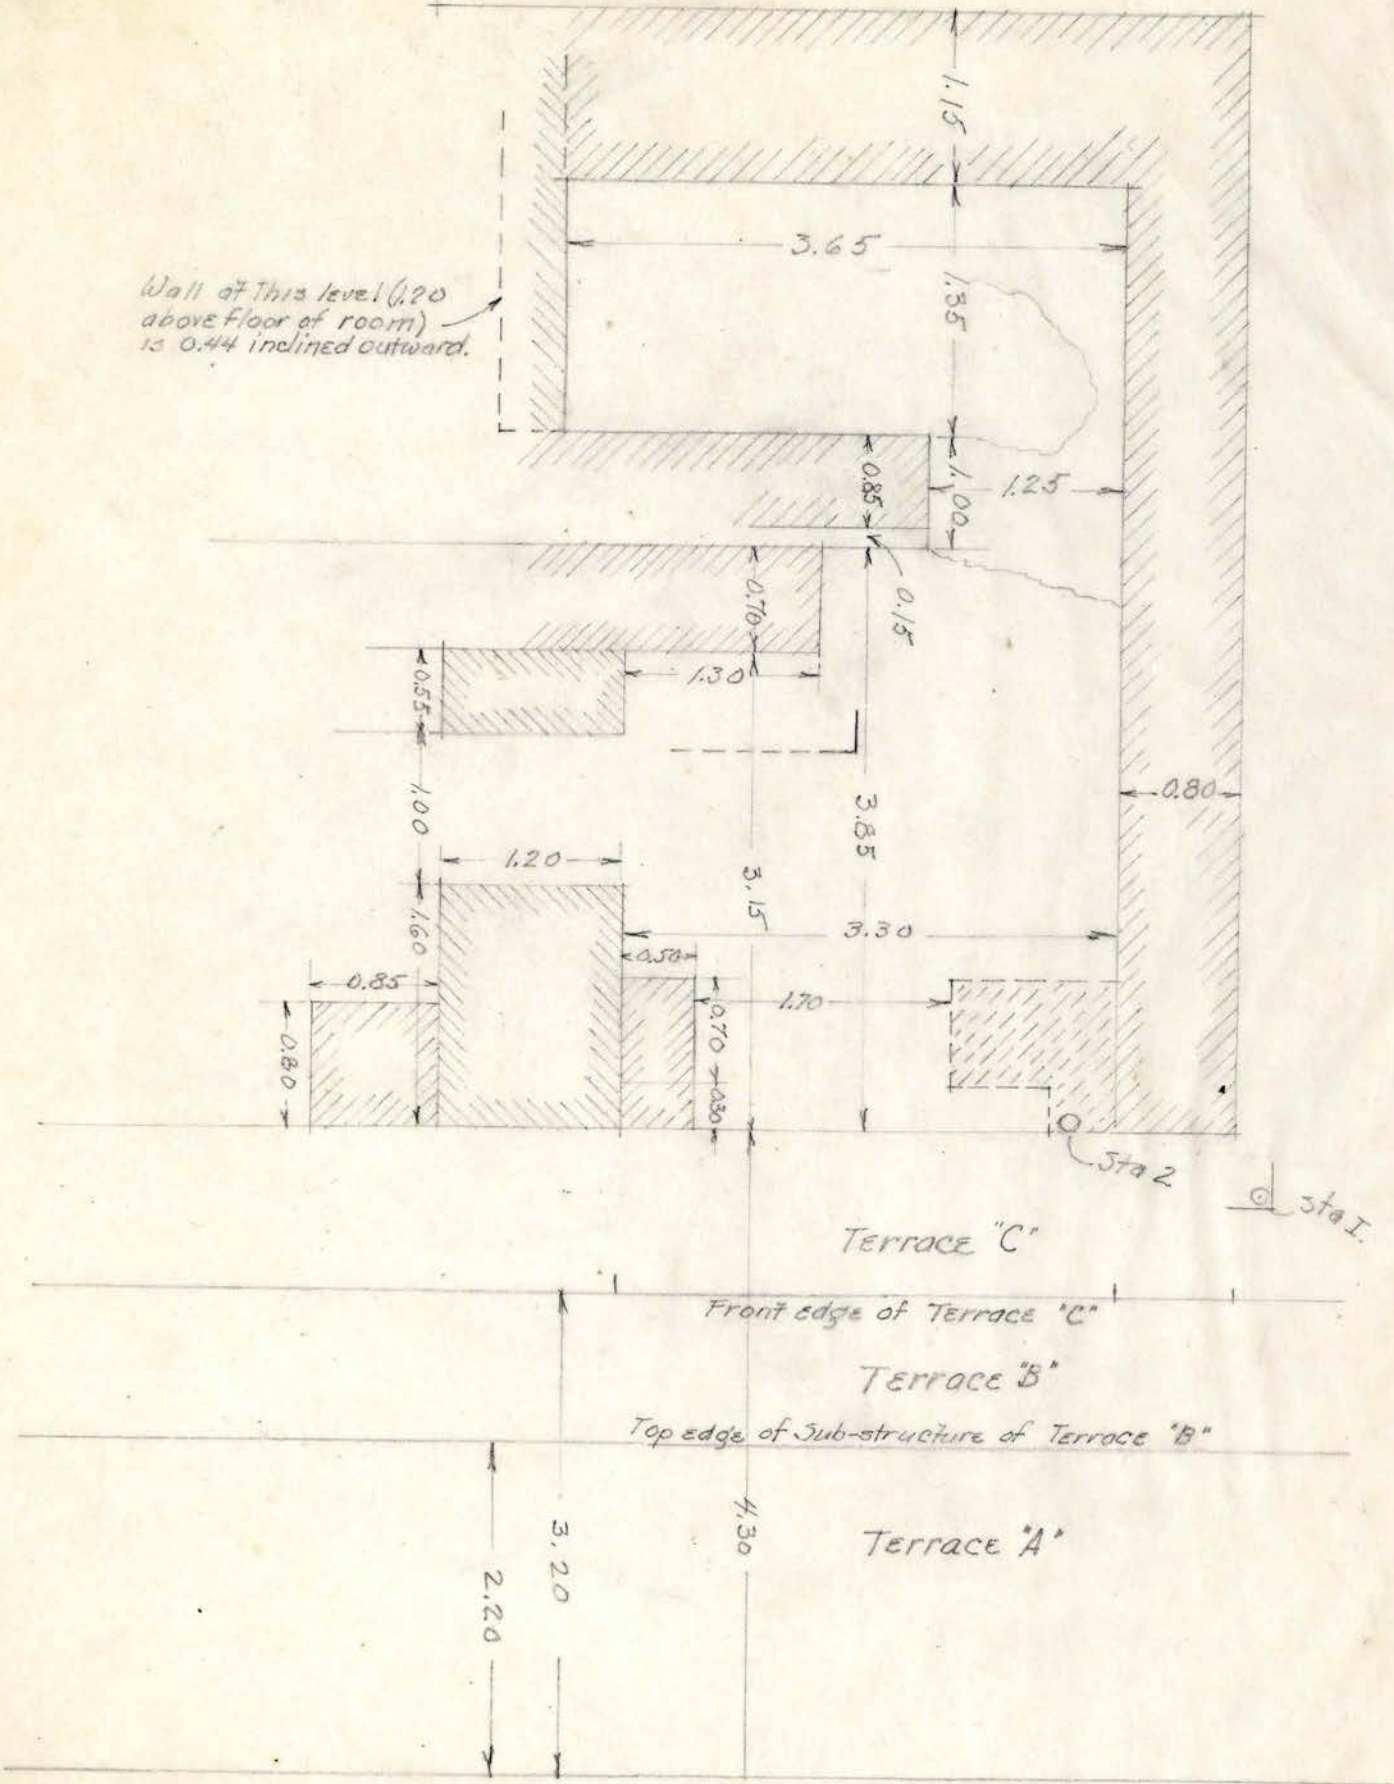 1.15
3.65
1.35
Wall at This level (1.20
above floor of room)
is 0.44 inclined outward.
0.85
1.00
1.25
0.15
0.70
1.30
0.55
1.00
3.85
0.80
1.20
3.15
1.60
3.30
0.50
0.85
1.70
0.70
0.80
0.30
Sta 2
Sta I.
Terrace "C"
Front edge of Terrace "C"
Terrace "B"
Top edge of Sub-structure of Terrace "B"
4.30
3.20
Terrace "A"
2.20